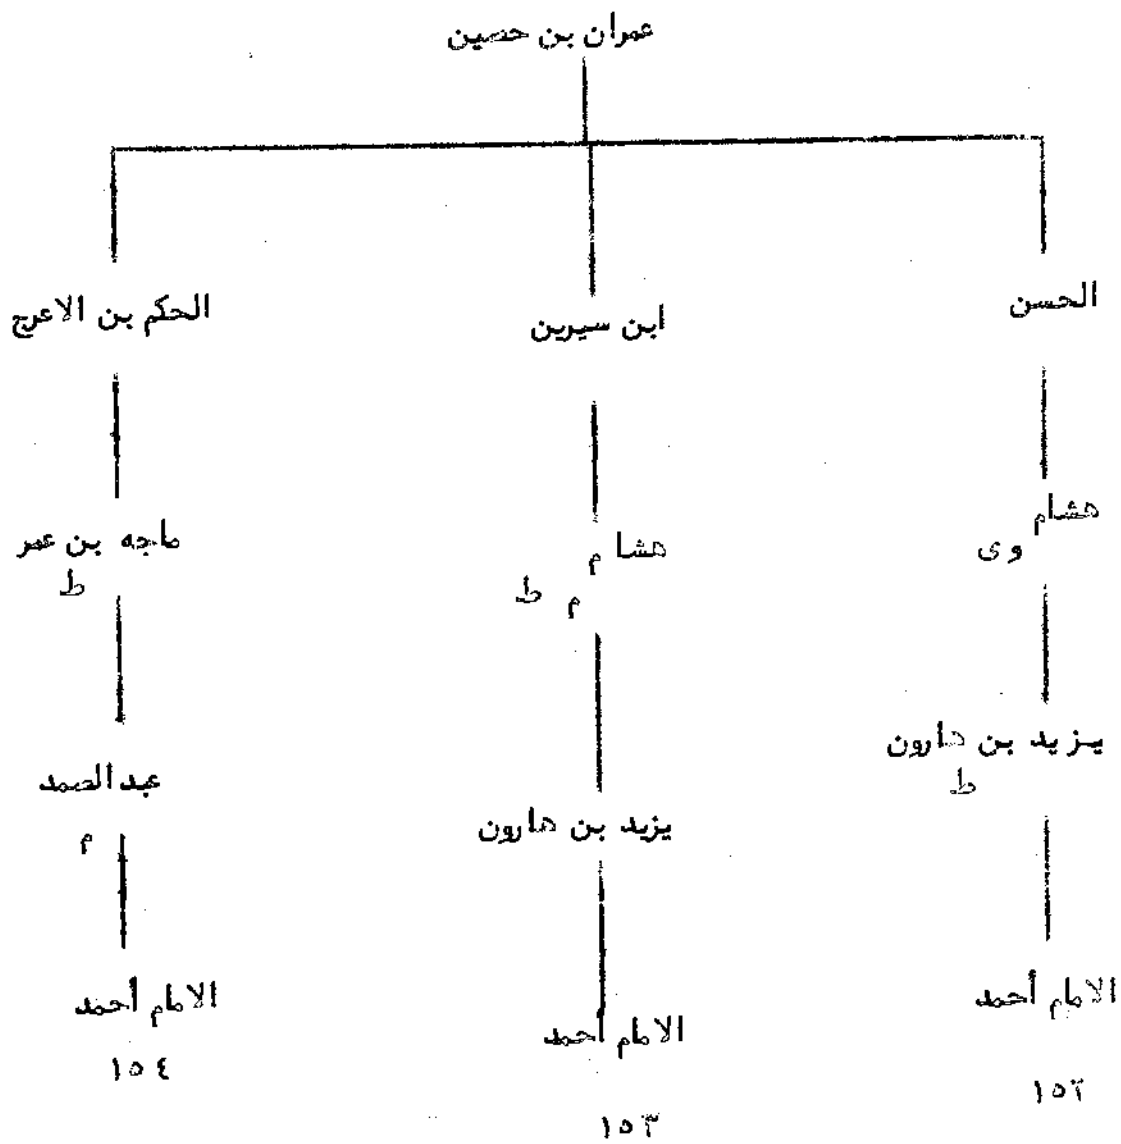 عمران بن حصين
الحسن
ابن سيرين
الحكم بن الاعرج
هشام
وى
هشام
م ط
ماجه بن عمر
ط
يزيد بن هارون
ط
يزيد بن هارون
عبدالصمد
م
الامام أحمد
الامام أحمد
الامام أحمد
١٥٣
١٥٤